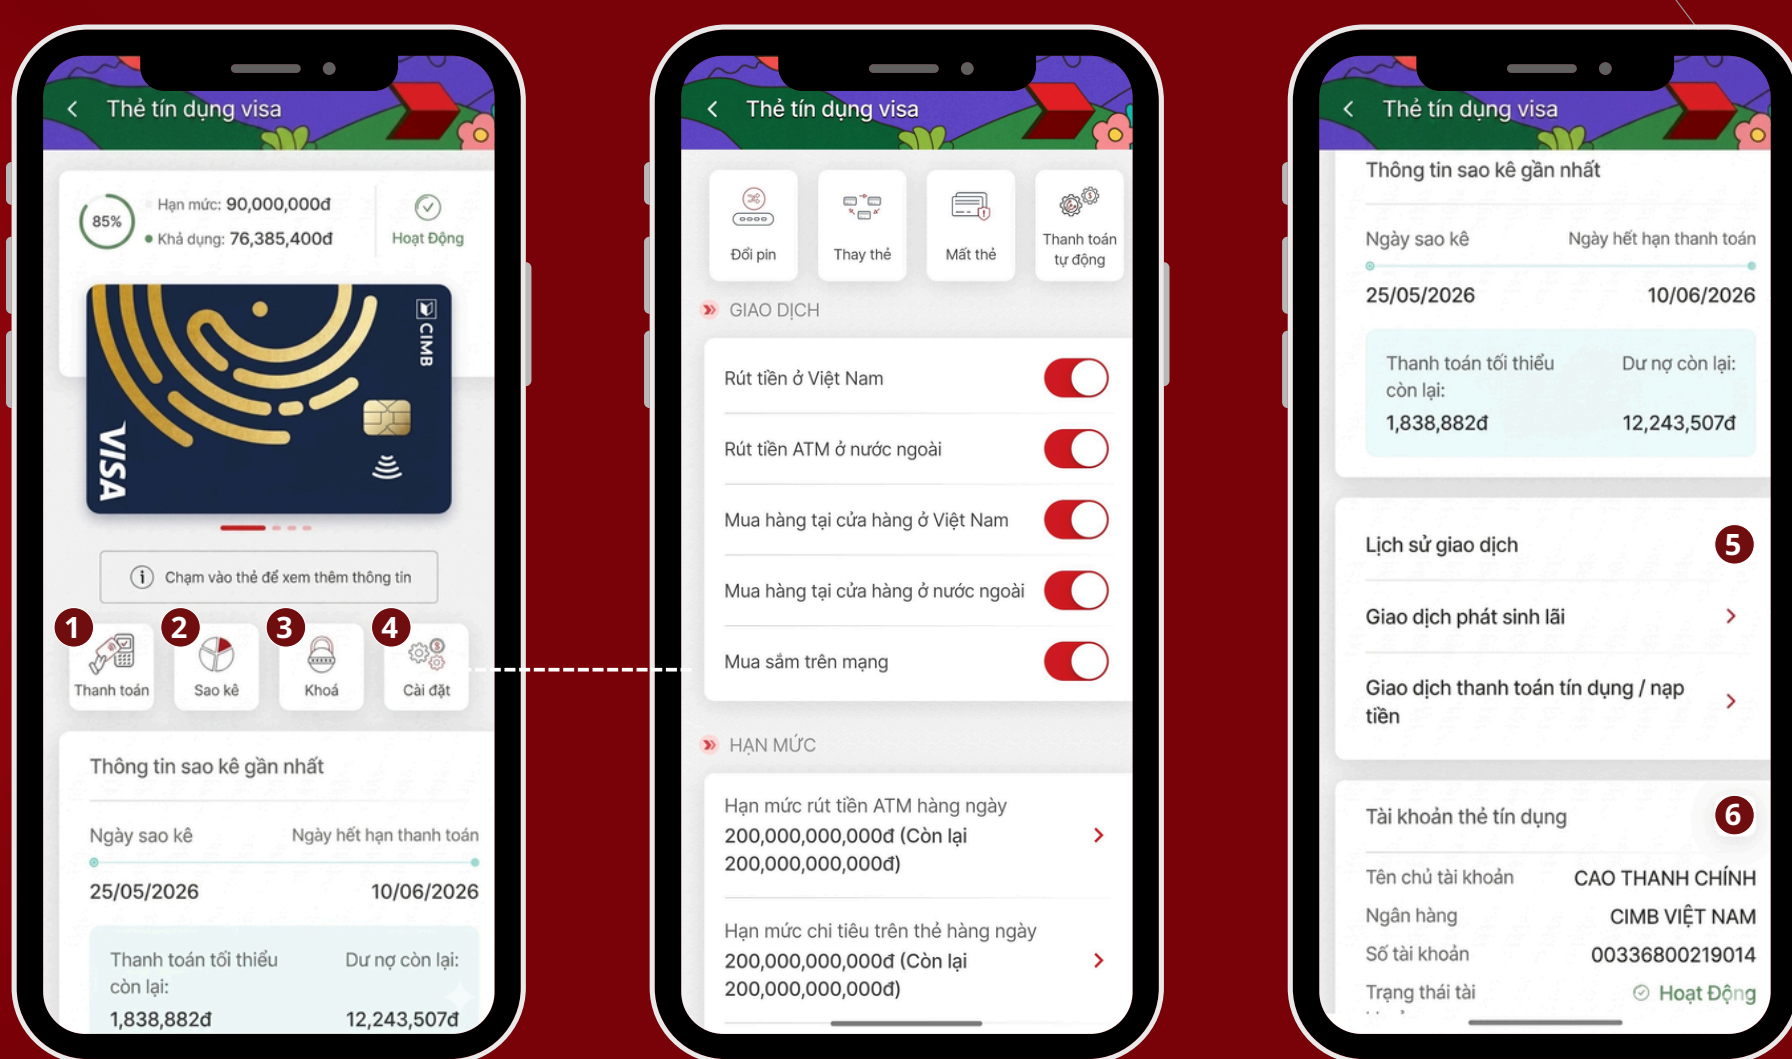 Thẻ tín dụng visa
85%
Hạn mức: 90,000,000đ
Khả dụng: 76,385,400đ
Hoạt Động
CIMB
VISA
Chạm vào thẻ để xem thêm thông tin
1
2
3
4
Thanh toán
Sao kê
Khoá
Cài đặt
Thông tin sao kê gần nhất
Ngày sao kê
Ngày hết hạn thanh toán
25/05/2026
10/06/2026
Thanh toán tối thiểu
còn lại:
Dư nợ còn lại:
1,838,882đ
12,243,507đ
Thẻ tín dụng visa
Đổi pin
Thay thẻ
Mất thẻ
Thanh toán
tự động
GIAO DỊCH
Rút tiền ở Việt Nam
Rút tiền ATM ở nước ngoài
Mua hàng tại cửa hàng ở Việt Nam
Mua hàng tại cửa hàng ở nước ngoài
Mua sắm trên mạng
HẠN MỨC
Hạn mức rút tiền ATM hàng ngày
200,000,000,000đ (Còn lại
200,000,000,000đ)
Hạn mức chi tiêu trên thẻ hàng ngày
200,000,000,000đ (Còn lại
200,000,000,000đ)
Thẻ tín dụng visa
Thông tin sao kê gần nhất
Ngày sao kê
Ngày hết hạn thanh toán
25/05/2026
10/06/2026
Thanh toán tối thiểu
còn lại:
Dư nợ còn lại:
1,838,882đ
12,243,507đ
Lịch sử giao dịch
5
Giao dịch phát sinh lãi
Giao dịch thanh toán tín dụng / nạp
tiền
Tài khoản thẻ tín dụng
6
Tên chủ tài khoản
CAO THANH CHÍNH
Ngân hàng
CIMB VIỆT NAM
Số tài khoản
00336800219014
Trạng thái tài
Hoạt Động